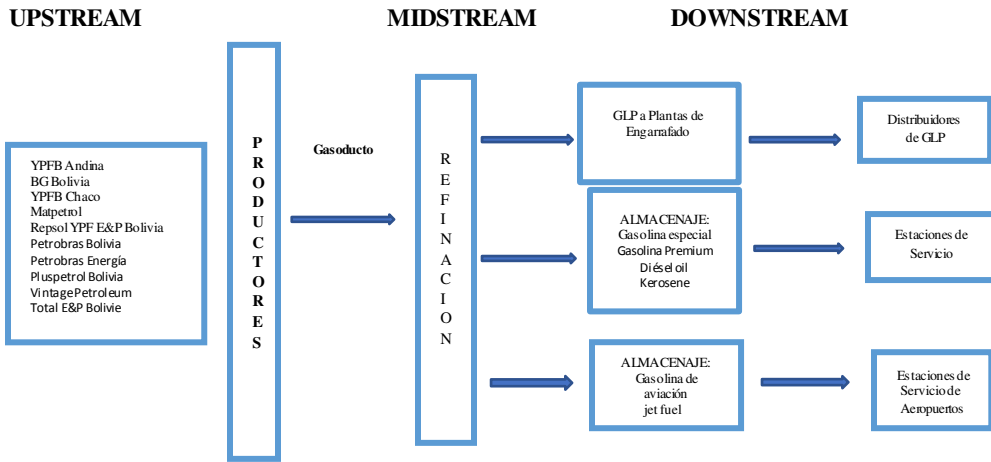 UPSTREAM
MIDSTREAM
DOWNSTREAM
YPFB Andina
BG Bolivia
YPFB Chaco
Matpetrol
Repsol YPF E&P Bolivia
Petrobras Bolivia
Petrobras Energía
Pluspetrol Bolivia
Vintage Petroleum
Total E&P Bolivie
PRODUCTORES
Gasoducto
REFINACION
GLP a Plantas de
Engarrafado
Distribuidores
de GLP
ALMACENAJE:
Gasolina especial
Gasolina Premium
Diésel oil
Kerosene
Estaciones de
Servicio
ALMACENAJE:
Gasolina de
aviación
jet fuel
Estaciones de
Servicio de
Aeropuertos